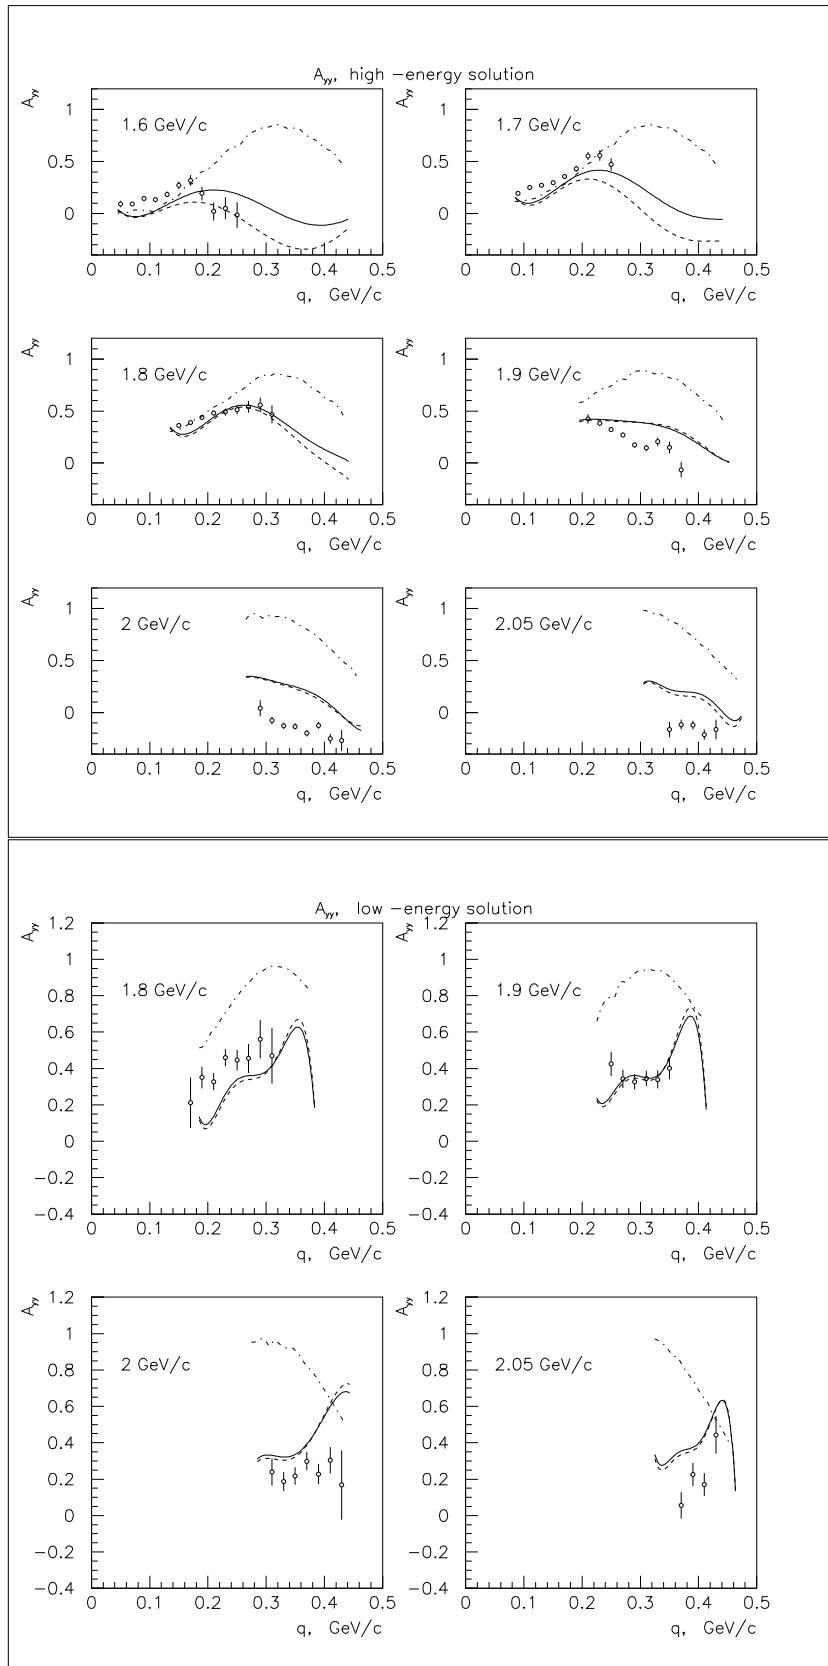 A_yy, high-energy solution
A_yy
A_yy
1
1
1.6 GeV/c
1.7 GeV/c
0.5
0.5
0
0
0 0.1 0.2 0.3 0.4 0.5
0 0.1 0.2 0.3 0.4 0.5
q, GeV/c
q, GeV/c
A_yy
A_yy
1
1
1.8 GeV/c
1.9 GeV/c
0.5
0.5
0
0
0 0.1 0.2 0.3 0.4 0.5
0 0.1 0.2 0.3 0.4 0.5
q, GeV/c
q, GeV/c
A_yy
A_yy
1
1
2 GeV/c
2.05 GeV/c
0.5
0.5
0
0
0 0.1 0.2 0.3 0.4 0.5
0 0.1 0.2 0.3 0.4 0.5
q, GeV/c
q, GeV/c
A_yy, low-energy solution
A_yy
A_yy
1.2
1.2
1
1
1.8 GeV/c
1.9 GeV/c
0.8
0.8
0.6
0.6
0.4
0.4
0.2
0.2
0
0
−0.2
−0.2
−0.4
−0.4
0 0.1 0.2 0.3 0.4 0.5
0 0.1 0.2 0.3 0.4 0.5
q, GeV/c
q, GeV/c
A_yy
A_yy
1.2
1.2
1
1
2 GeV/c
2.05 GeV/c
0.8
0.8
0.6
0.6
0.4
0.4
0.2
0.2
0
0
−0.2
−0.2
−0.4
−0.4
0 0.1 0.2 0.3 0.4 0.5
0 0.1 0.2 0.3 0.4 0.5
q, GeV/c
q, GeV/c